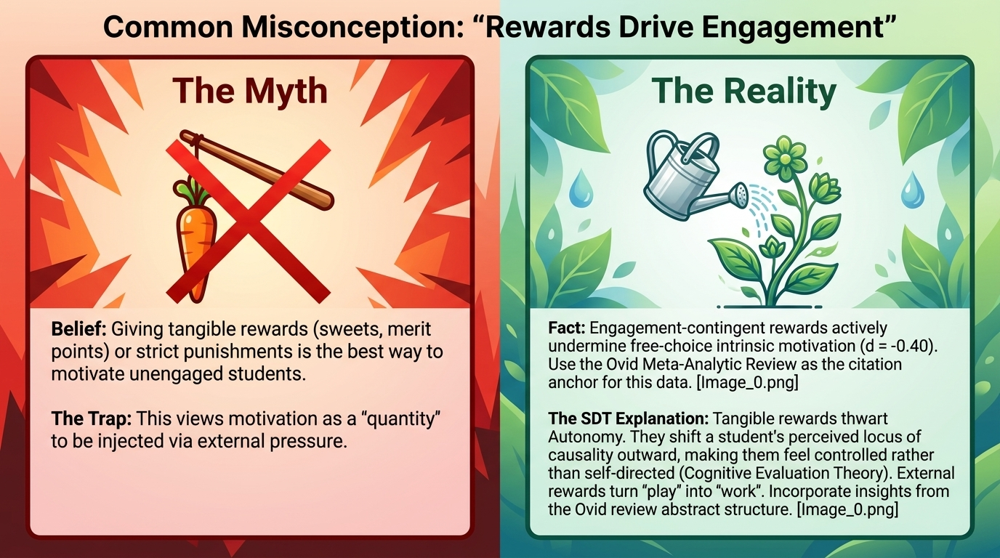 Common Misconception: “Rewards Drive Engagement”
The Myth
Belief: Giving tangible rewards (sweets, merit
points) or strict punishments is the best way to
motivate unengaged students.
The Trap: This views motivation as a “quantity”
to be injected via external pressure.
The Reality
Fact: Engagement-contingent rewards actively
undermine free-choice intrinsic motivation (d = -0.40).
Use the Ovid Meta-Analytic Review as the citation
anchor for this data. [Image_0.png]
The SDT Explanation: Tangible rewards thwart
Autonomy. They shift a student's perceived locus of
causality outward, making them feel controlled rather
than self-directed (Cognitive Evaluation Theory). External
rewards turn “play” into “work”. Incorporate insights from
the Ovid review abstract structure. [Image_0.png]